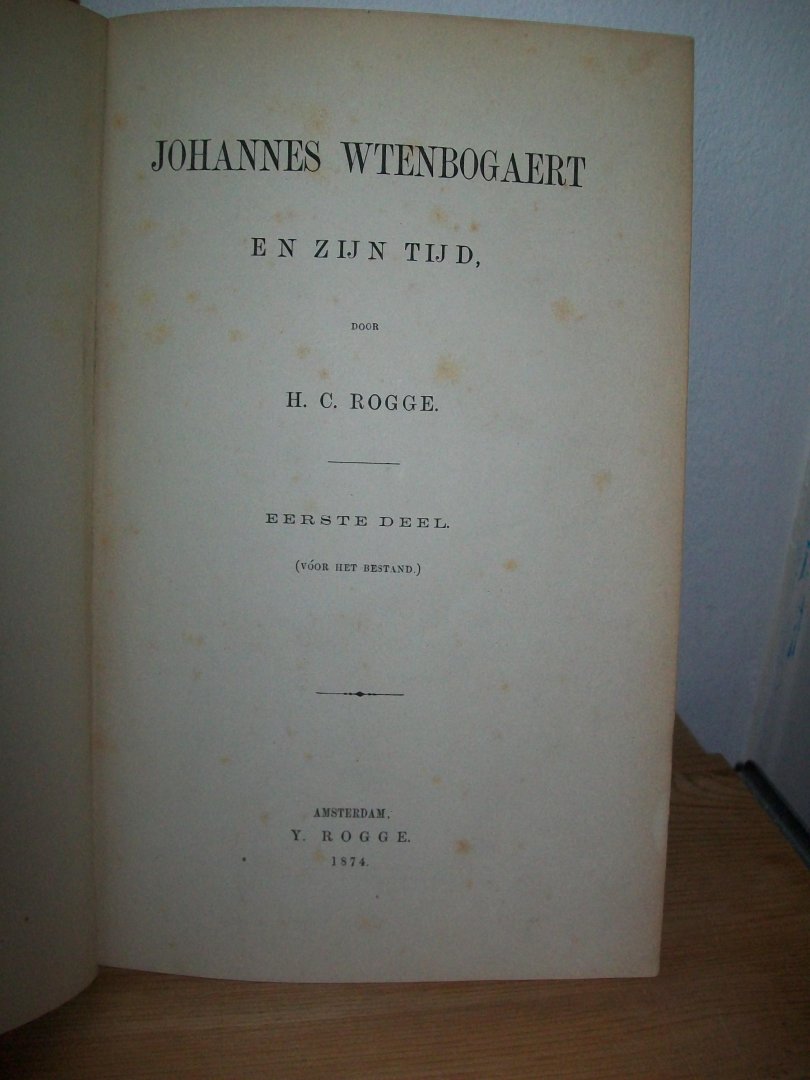 JOHANNES WTENBOGAERT
EN ZIJN TIJD,
DOOR
H. C. ROGGE.
EERSTE DEEL.
(VÓOR HET BESTAND.)
AMSTERDAM,
Y. ROGGE.
1874.